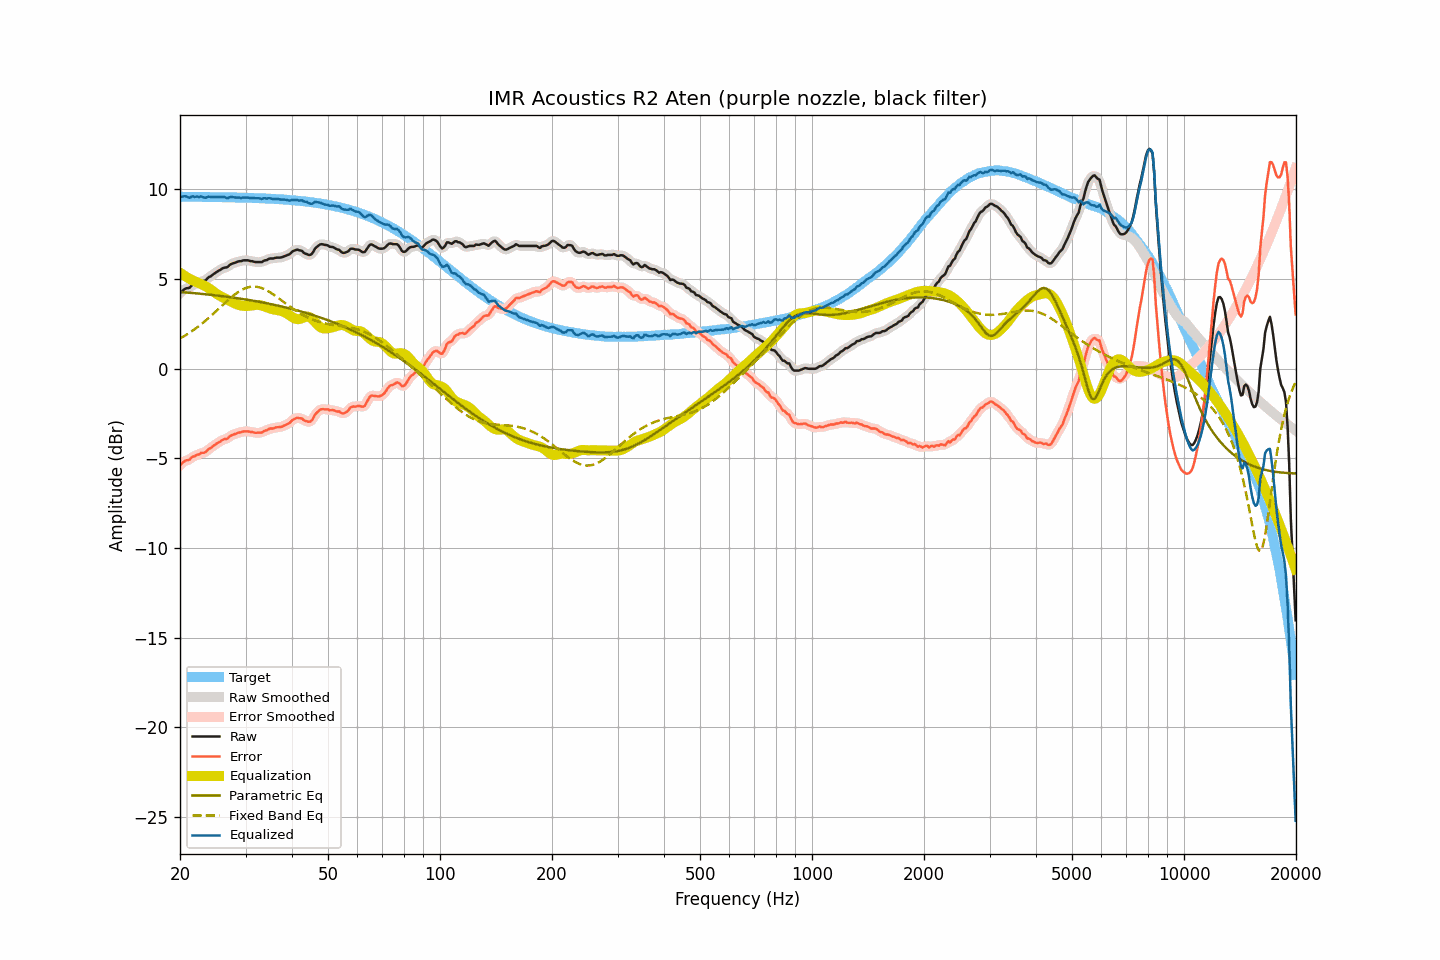 IMR Acoustics R2 Aten (purple nozzle, black filter)
10
5
0
−5
−10
−15
−20
−25
Amplitude (dBr)
Target
Raw Smoothed
Error Smoothed
Raw
Error
Equalization
Parametric Eq
Fixed Band Eq
Equalized
20 50 100 200 500 1000 2000 5000 10000 20000
Frequency (Hz)